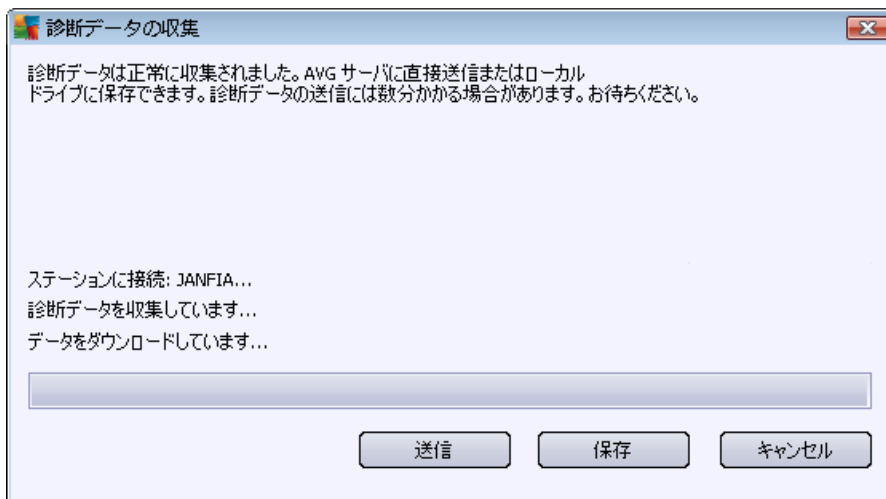 診断データの収集
診断データは正常に収集されました。AVG サーバに直接送信またはローカル
ドライブに保存できます。診断データの送信には数分かかる場合があります。お待ちください。
ステーションに接続: JANFIA...
診断データを収集しています...
データをダウンロードしています...
送信
保存
キャンセル